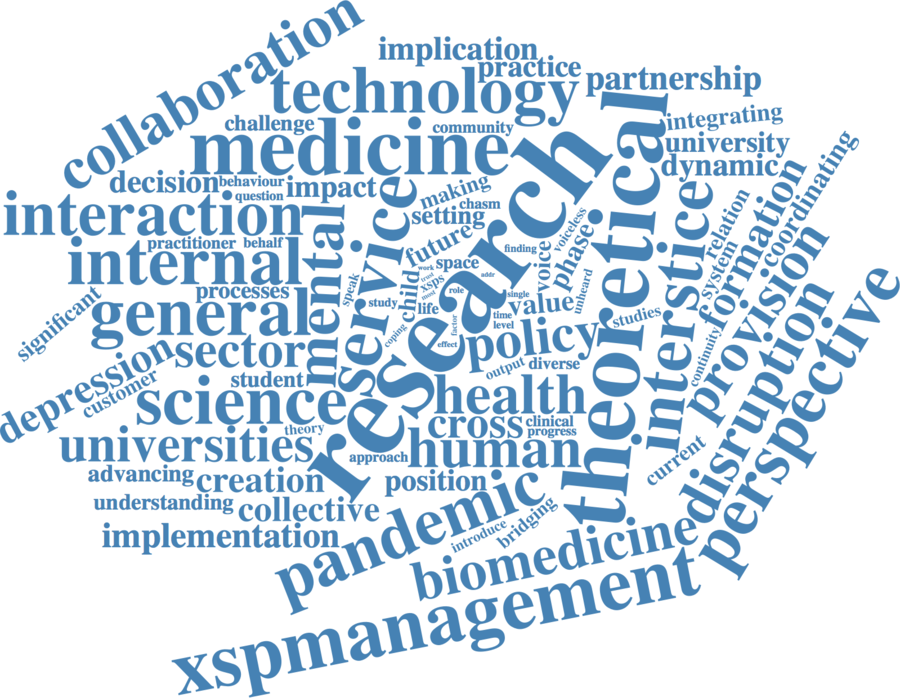 collaboration
implication
practice
technology
partnership
challenge
community
integrating
medicine
university
dynamic
decision
behaviour
question
impact
making
chasm
setting
interaction
practitioner
behalf
internal
mental
service
research
theoretical
future
finding
voice
voiceless
phase
interstice
relation
system
formation
coordinating
processes
general
significant
speak
study
child
life
work
trust
xsps
space
addr
role
most
single
value
unheard
time
level
factor
effect
coping
policy
studies
continuity
provision
depression
customer
sector
student
output
diverse
science
health
disruption
perspective
theory
cross
clinical
progress
universities
approach
human
current
advancing
creation
position
understanding
collective
pandemic
introduce
bridging
implementation
biomedicine
xspmanagement